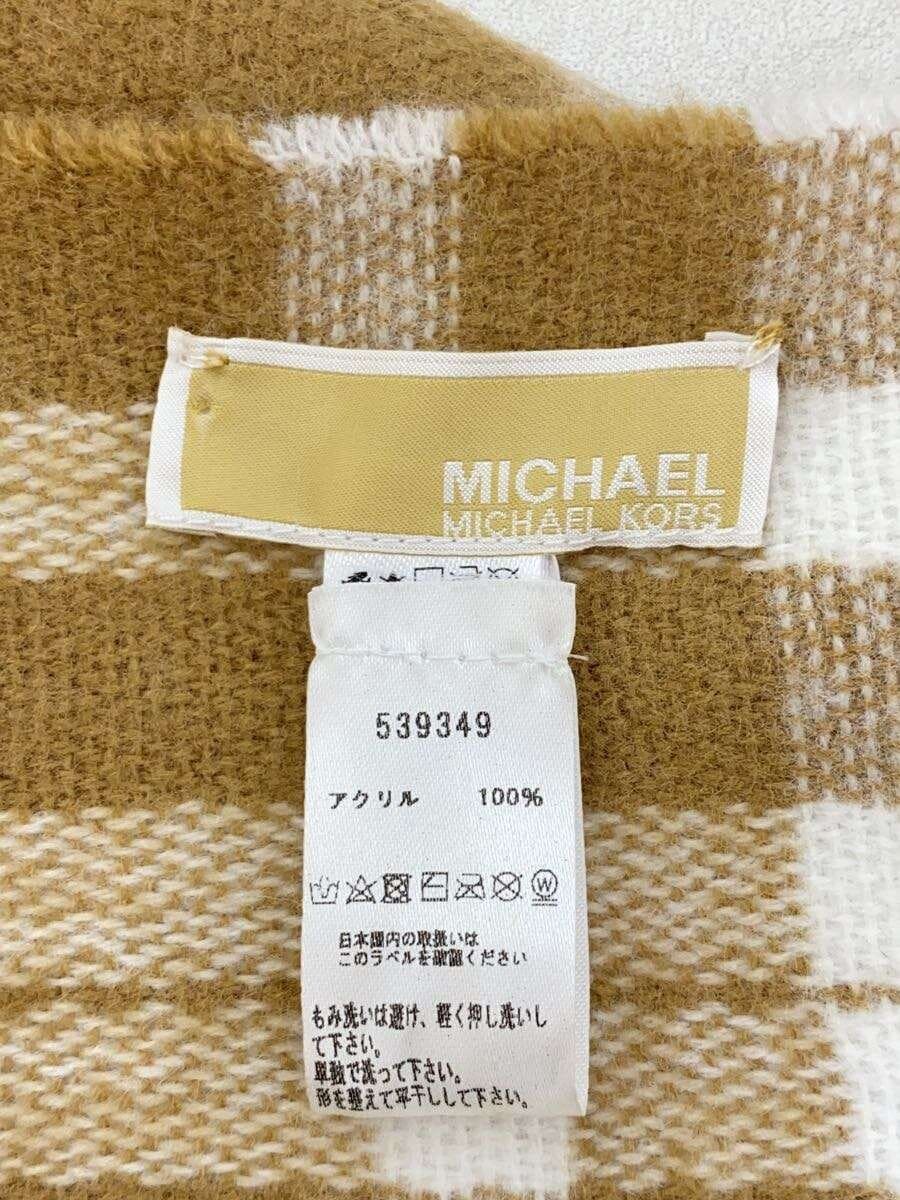 MICHAEL
MICHAEL KORS
539349
アクリル 100%
W
日本国内の取扱いは
このラベルを確認ください
もみ洗いは避け、軽く押し洗いし
て下さい。
単独で洗って下さい。
形を整えて平干しして下さい。